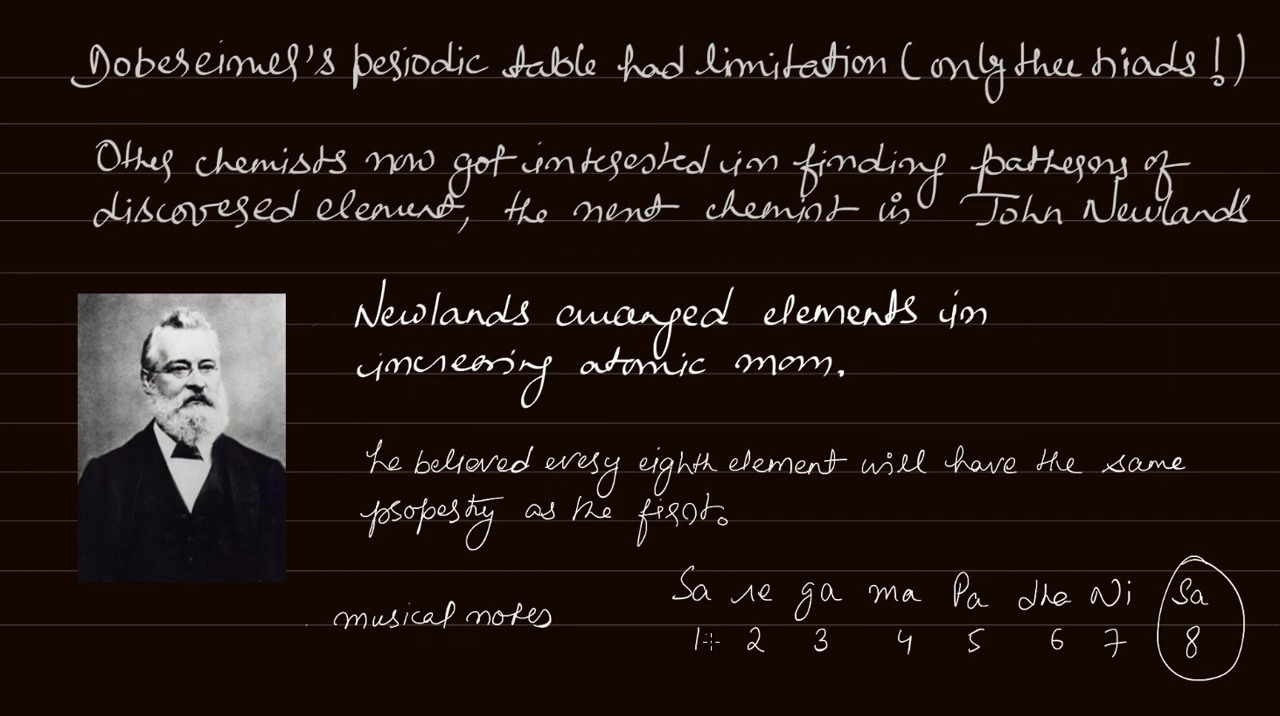 Dobereimer's periodic table had limitation (only thee triads!)
Other chemists now got interested in finding patterns of
discovered element, the next chemist is John Newlands
Newlands arranged elements in
increasing atomic mass.
he believed every eighth element will have the same
property as the first.
musical notes
Sa re ga ma Pa dha Ni Sa
1 2 3 4 5 6 7 8